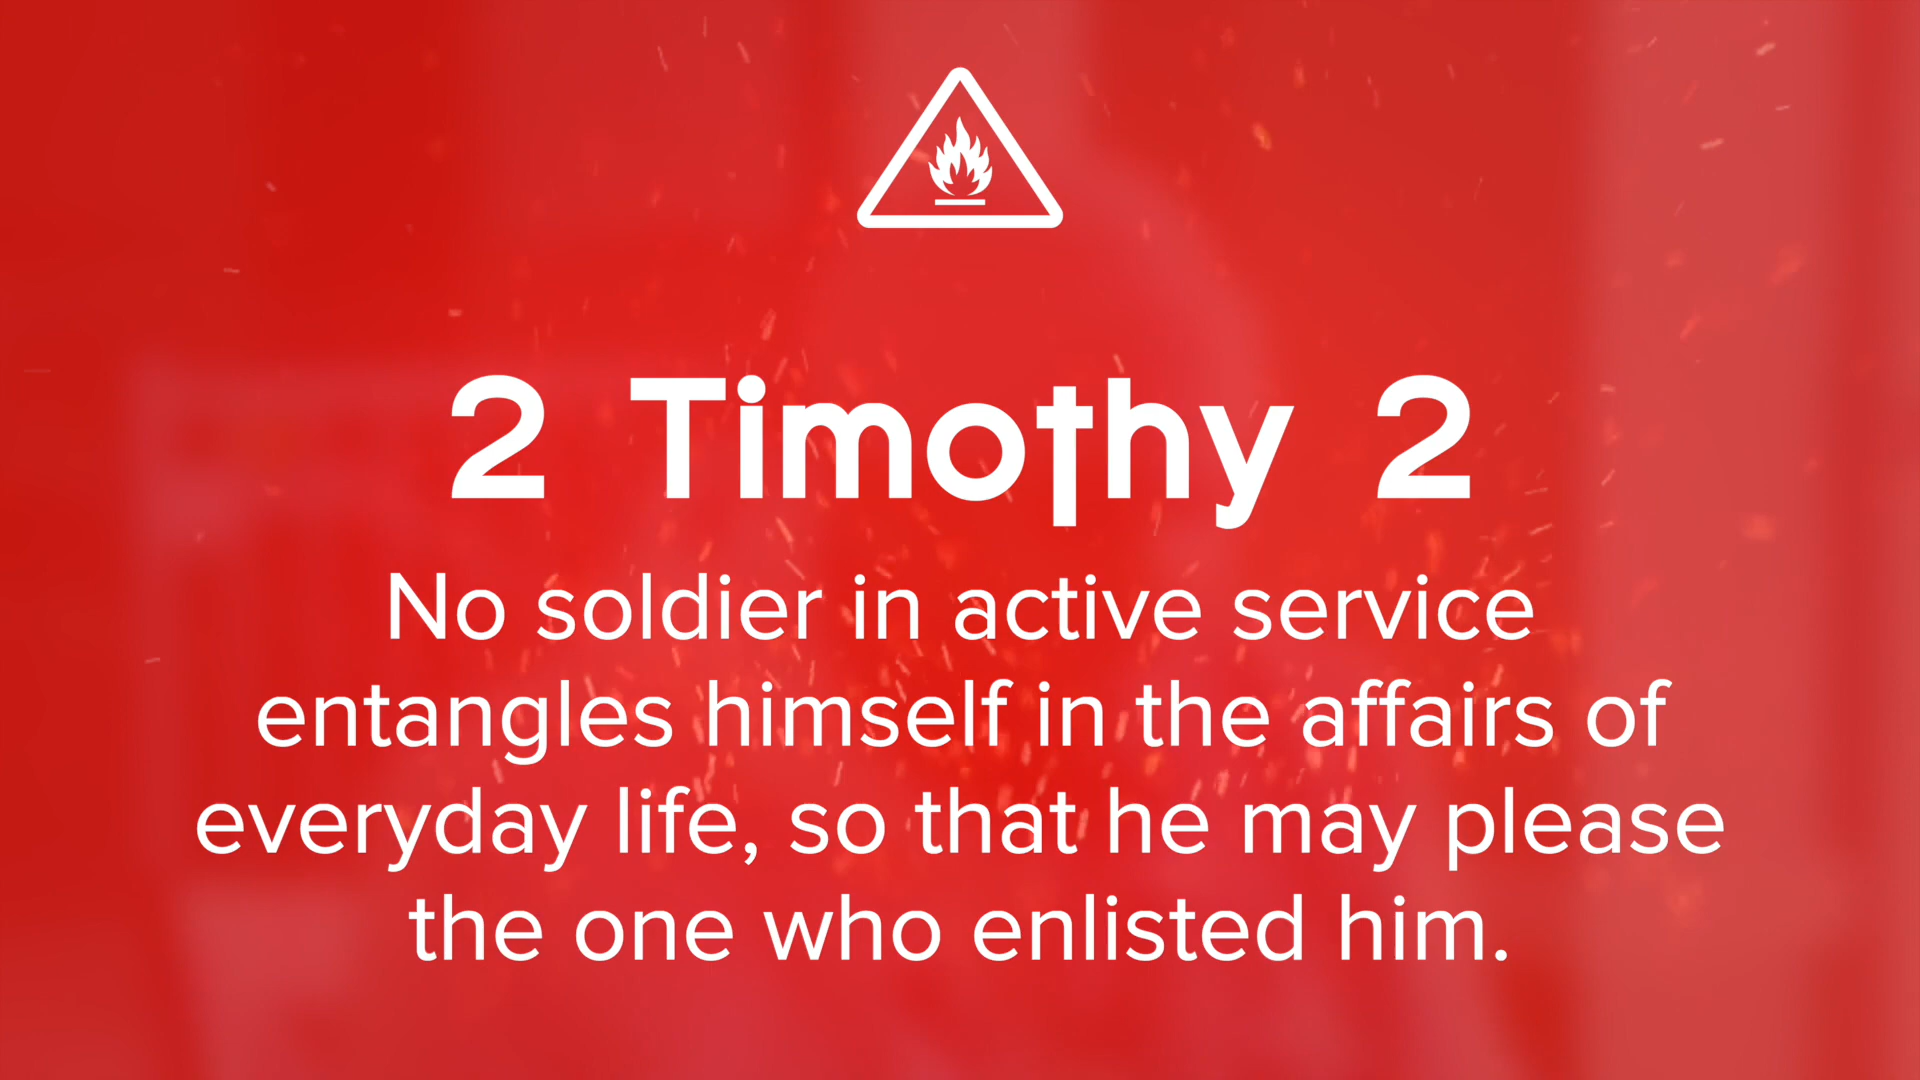 2 Timothy 2
No soldier in active service
entangles himself in the affairs of
everyday life, so that he may please
the one who enlisted him.